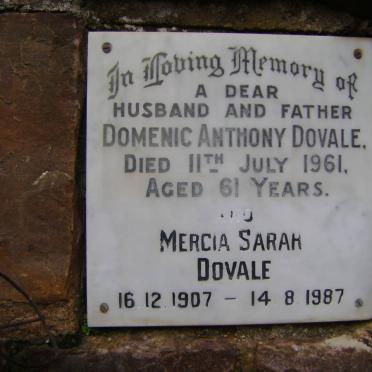 In Loving Memory of
A DEAR
HUSBAND AND FATHER
DOMENIC ANTHONY DOVALE,
DIED 11TH JULY 1961,
AGED 61 YEARS.
MERCIA SARAH
DOVALE
16 12 1907 - 14 8 1987